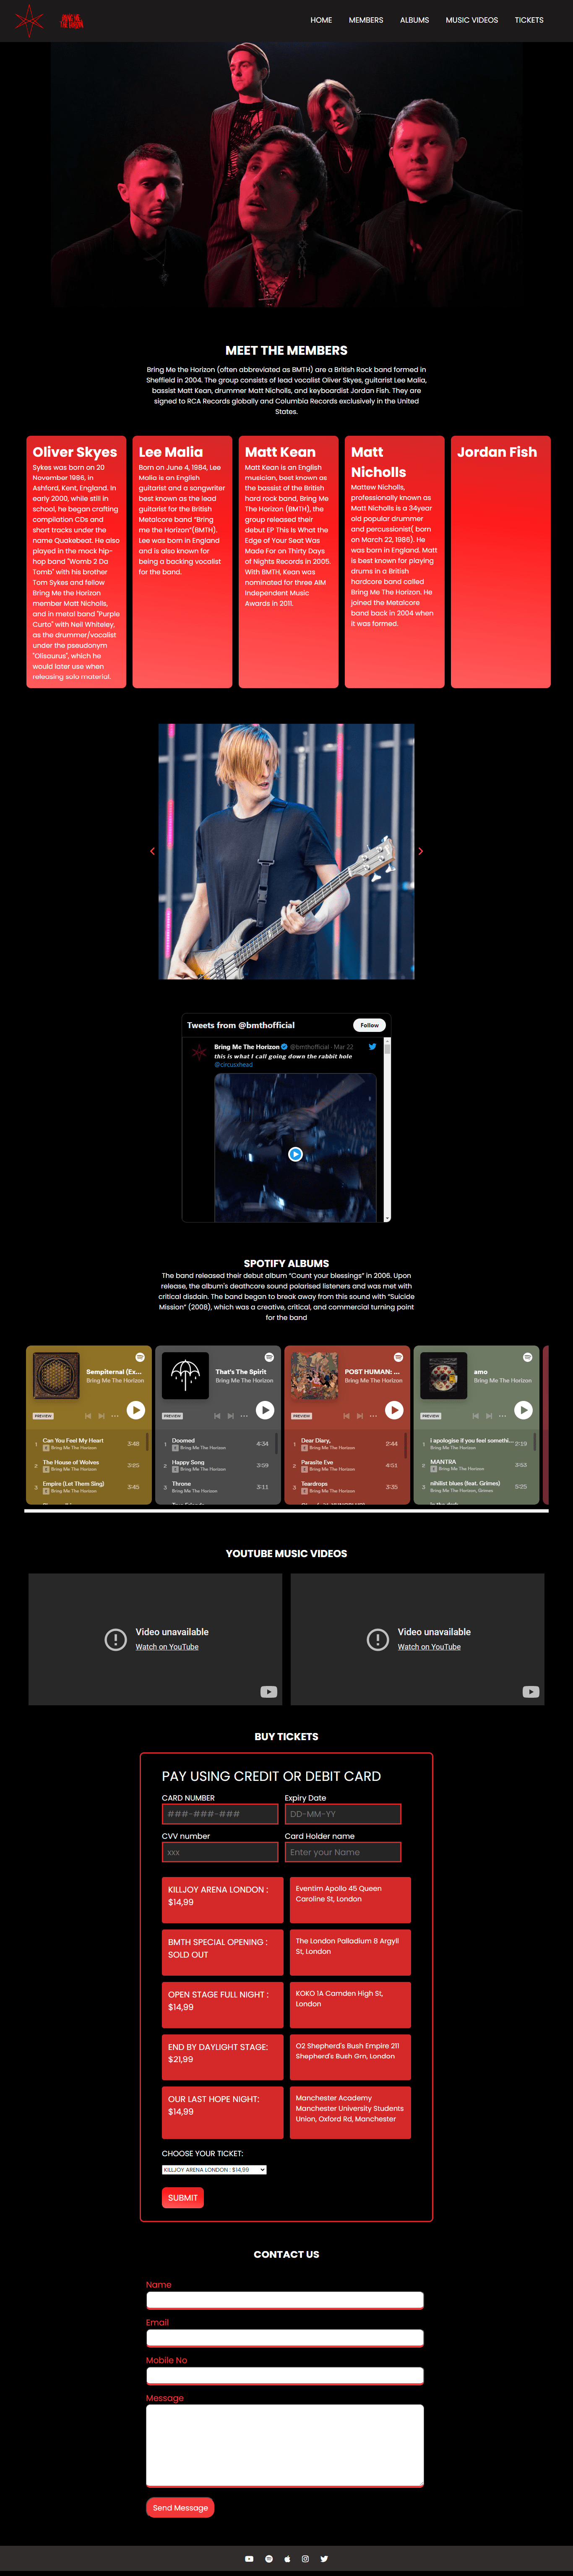 BRING ME
THE HORIZON
HOME MEMBERS ALBUMS MUSIC VIDEOS TICKETS
MEET THE MEMBERS
Bring Me the Horizon (often abbreviated as BMTH) are a British Rock band formed in
Sheffield in 2004. The group consists of lead vocalist Oliver Skyes, guitarist Lee Malia,
bassist Matt Kean, drummer Matt Nicholls, and keyboardist Jordan Fish. They are
signed to RCA Records globally and Columbia Records exclusively in the United
States.
Oliver Skyes
Sykes was born on 20
November 1986, in
Ashford, Kent, England. In
early 2000, while still in
school, he began crafting
compilation CDs and
short tracks under the
name Quakebeat. He also
played in the mock hip-
hop band "Womb 2 Da
Tomb" with his brother
Tom Sykes and fellow
Bring Me the Horizon
member Matt Nicholls,
and in metal band "Purple
Curto" with Neil Whiteley,
as the drummer/vocalist
under the pseudonym
"Olisaurus", which he
would later use when
releasing solo material.
Lee Malia
Born on June 4, 1984, Lee
Malia is an English
guitarist and a songwriter
best known as the lead
guitarist for the British
Metalcore band “Bring
me the Horizon”(BMTH).
Lee was born in England
and is also known for
being a backing vocalist
for the band.
Matt Kean
Matt Kean is an English
musician, best known as
the bassist of the British
hard rock band, Bring Me
The Horizon (BMTH), the
group released their
debut EP This Is What the
Edge of Your Seat Was
Made For on Thirty Days
of Nights Records in 2005.
With BMTH, Kean was
nominated for three AIM
Independent Music
Awards in 2011.
Matt
Nicholls
Mattew Nicholls,
professionally known as
Matt Nicholls is a 34year
old popular drummer
and percussionist( born
on March 22, 1986). He
was born in England. Matt
is best known for playing
drums in a British
hardcore band called
Bring Me The Horizon. He
joined the Metalcore
band back in 2004 when
it was formed.
Jordan Fish
Tweets from @bmthofficial
Follow
Bring Me The Horizon @bmthofficial · Mar 22
this is what I call going down the rabbit hole
@circusxhead
SPOTIFY ALBUMS
The band released their debut album “Count your blessings” in 2006. Upon
release, the album's deathcore sound polarised listeners and was met with
critical disdain. The band began to break away from this sound with “Suicide
Mission” (2008), which was a creative, critical, and commercial turning point
for the band
Sempiternal (Ex...
Bring Me The Horizon
PREVIEW
1 Can You Feel My Heart 3:48
E Bring Me The Horizon
2 The House of Wolves 3:25
E Bring Me The Horizon
3 Empire (Let Them Sing) 3:45
E Bring Me The Horizon
That's The Spirit
Bring Me The Horizon
PREVIEW
1 Doomed 4:34
E Bring Me The Horizon
2 Happy Song 3:59
E Bring Me The Horizon
3 Throne 3:11
Bring Me The Horizon
True Friends
POST HUMAN: ...
Bring Me The Horizon
PREVIEW
1 Dear Diary, 2:44
E Bring Me The Horizon
2 Parasite Eve 4:51
E Bring Me The Horizon
3 Teardrops 3:35
E Bring Me The Horizon
amo
Bring Me The Horizon
PREVIEW
1 i apologise if you feel somethi... 2:19
Bring Me The Horizon
2 MANTRA 3:53
E Bring Me The Horizon
3 nihilist blues (feat. Grimes) 5:25
Bring Me The Horizon, Grimes
in the dark
YOUTUBE MUSIC VIDEOS
Video unavailable
Watch on YouTube
Video unavailable
Watch on YouTube
BUY TICKETS
PAY USING CREDIT OR DEBIT CARD
CARD NUMBER Expiry Date
###-###-### DD-MM-YY
CVV number Card Holder name
xxx Enter your Name
KILLJOY ARENA LONDON :
$14,99
Eventim Apollo 45 Queen
Caroline St, London
BMTH SPECIAL OPENING :
SOLD OUT
The London Palladium 8 Argyll
St, London
OPEN STAGE FULL NIGHT :
$14,99
KOKO 1A Camden High St,
London
END BY DAYLIGHT STAGE:
$21,99
O2 Shepherd's Bush Empire 211
Shepherd's Bush Grn, London
OUR LAST HOPE NIGHT:
$14,99
Manchester Academy
Manchester University Students
Union, Oxford Rd, Manchester
CHOOSE YOUR TICKET:
KILLJOY ARENA LONDON : $14,99
SUBMIT
CONTACT US
Name
Email
Mobile No
Message
Send Message